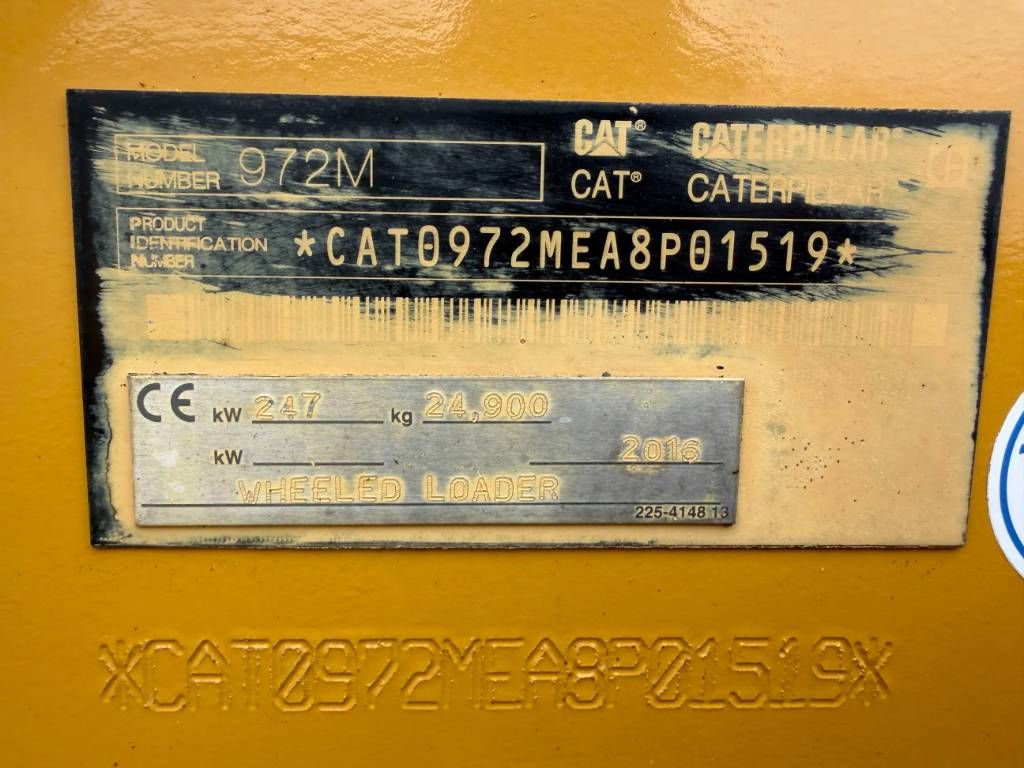 MODEL NUMBER 972M
CAT® CATERPILLAR®
CAT® CATERPILLAR
PRODUCT IDENTIFICATION NUMBER *CAT0972MEA8P01519*
CE kW 247 kg 24,900
kW 2016
WHEELED LOADER
225-4148 13
*CAT0972MEA8P01519*